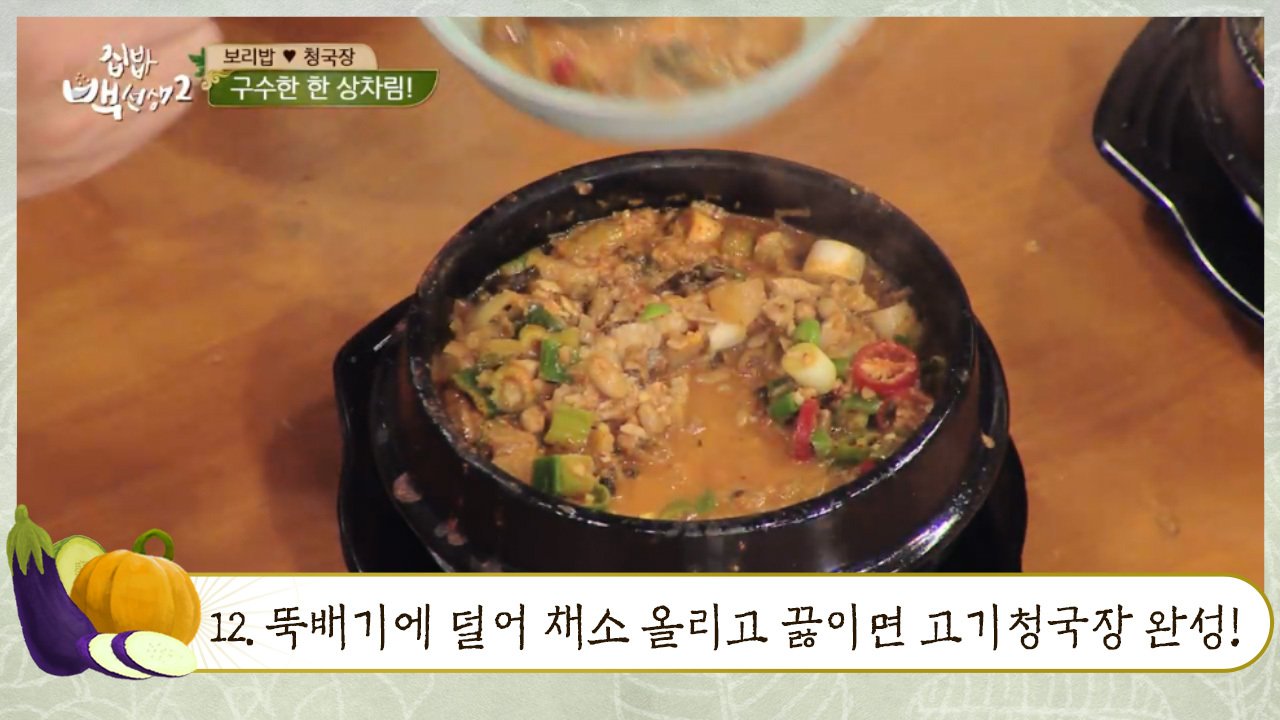 집밥
백선생2
보리밥 ♥ 청국장
구수한 한 상차림!
12. 뚝배기에 덜어 채소 올리고 끓이면 고기청국장 완성!